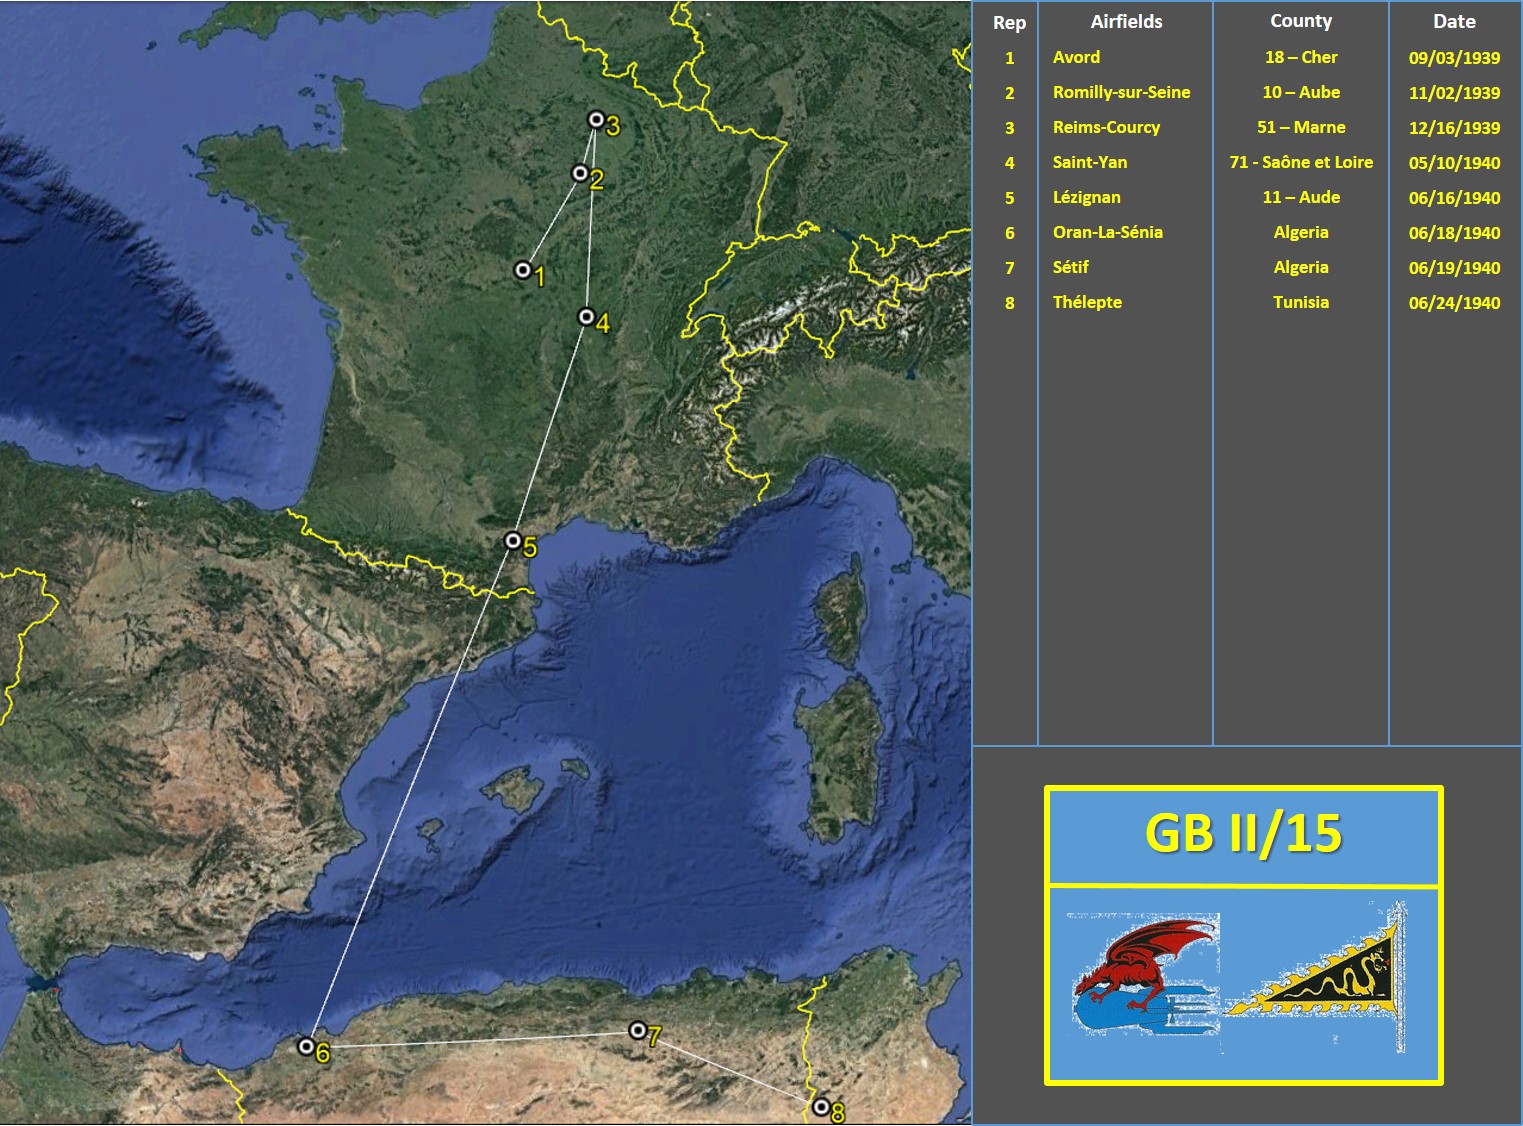 Rep Airfields County Date
1 Avord 18 – Cher 09/03/1939
2 Romilly-sur-Seine 10 – Aube 11/02/1939
3 Reims-Courcy 51 – Marne 12/16/1939
4 Saint-Yan 71 - Saône et Loire 05/10/1940
5 Lézignan 11 – Aude 06/16/1940
6 Oran-La-Sénia Algeria 06/18/1940
7 Sétif Algeria 06/19/1940
8 Thélepte Tunisia 06/24/1940
3
2
1
4
5
6
7
8
GB II/15